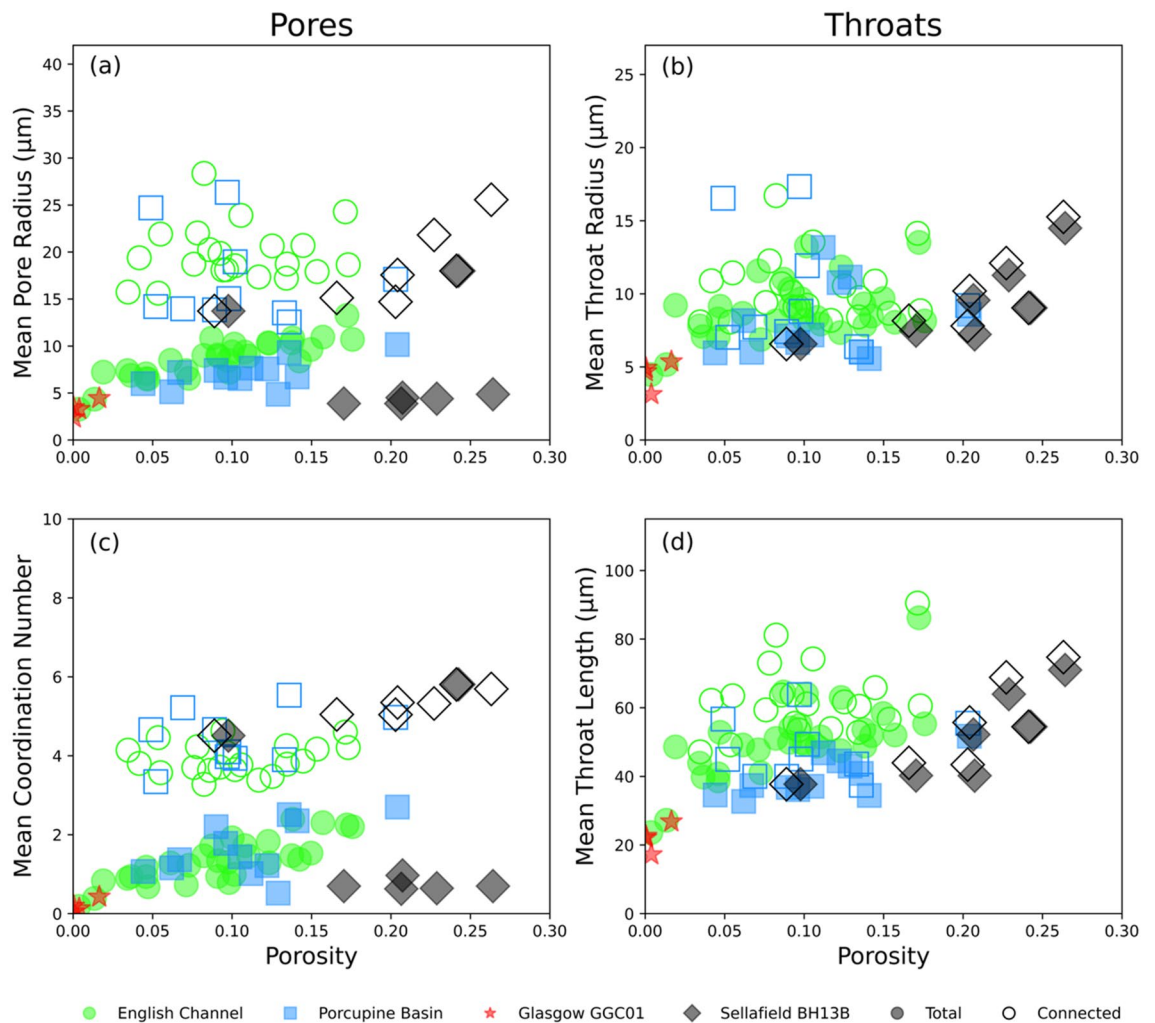 Pores
Throats
(a)
(b)
40
35
30
25
20
15
10
5
0
Mean Pore Radius (μm)
0.00 0.05 0.10 0.15 0.20 0.25 0.30
25
20
15
10
5
0
Mean Throat Radius (μm)
0.00 0.05 0.10 0.15 0.20 0.25 0.30
(c)
(d)
10
8
6
4
2
0
Mean Coordination Number
0.00 0.05 0.10 0.15 0.20 0.25 0.30
Porosity
100
80
60
40
20
0
Mean Throat Length (μm)
0.00 0.05 0.10 0.15 0.20 0.25 0.30
Porosity
English Channel Porcupine Basin Glasgow GGC01 Sellafield BH13B Total Connected